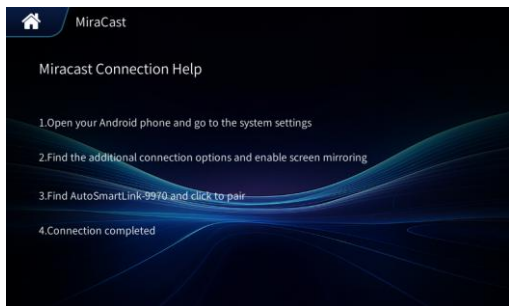 MiraCast
Miracast Connection Help
1.Open your Android phone and go to the system settings
2.Find the additional connection options and enable screen mirroring
3.Find AutoSmartLink-9970 and click to pair
4.Connection completed